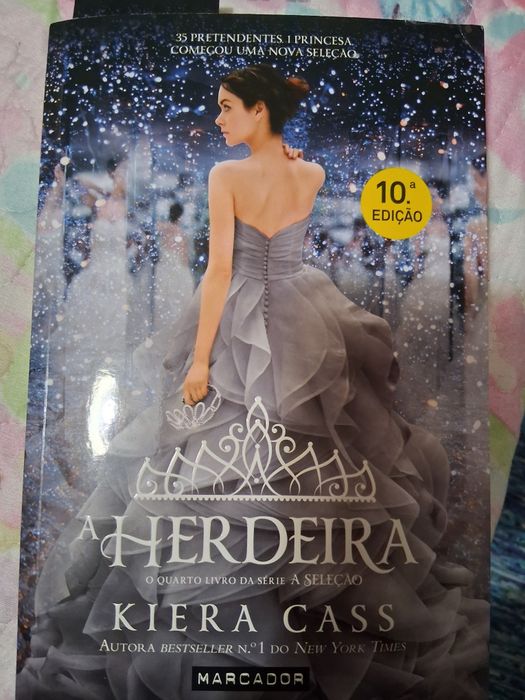 35 PRETENDENTES. 1 PRINCESA
COMEÇOU UMA NOVA SELEÇÃO
10.ª
EDIÇÃO
A HERDEIRA
O QUARTO LIVRO DA SÉRIE A SELEÇÃO
KIERA CASS
AUTORA BESTSELLER N.º 1 DO NEW YORK TIMES
MARCADOR